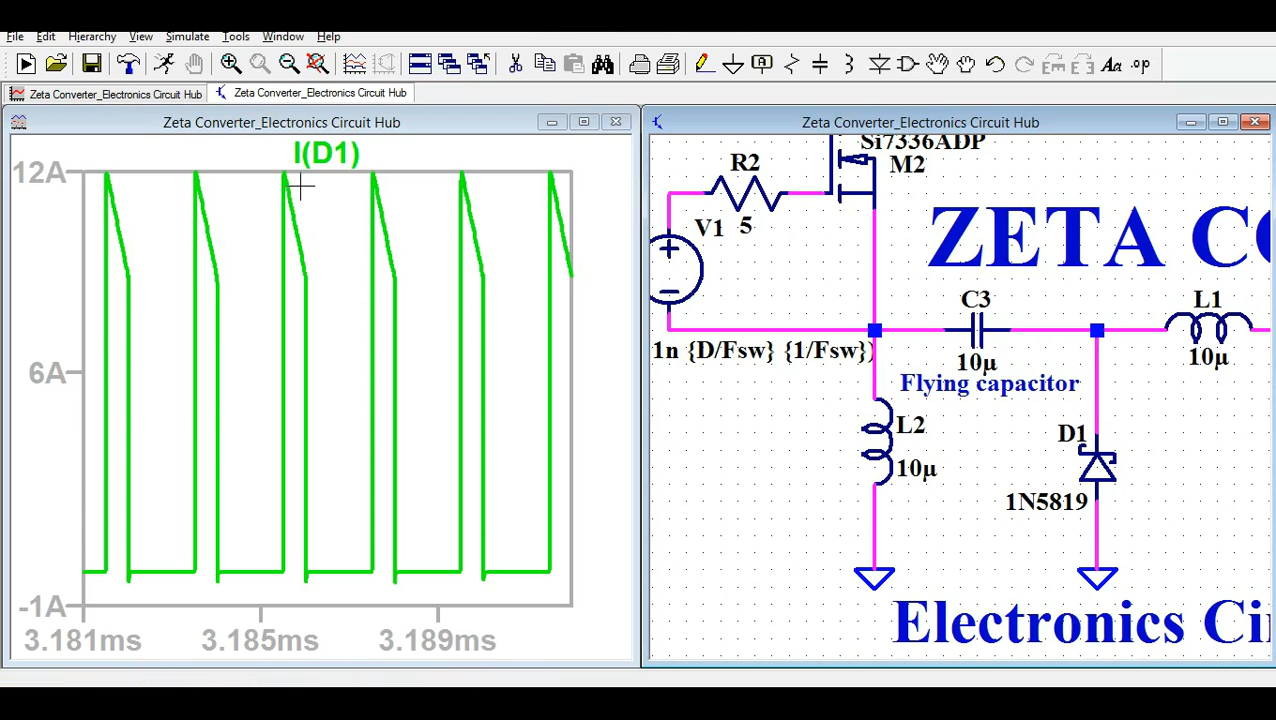 File Edit Hierarchy View Simulate Tools Window Help
.op
Zeta Converter_Electronics Circuit Hub
Zeta Converter_Electronics Circuit Hub
Zeta Converter_Electronics Circuit Hub
I(D1)
12A
6A
-1A
3.181ms 3.185ms 3.189ms
Zeta Converter_Electronics Circuit Hub
Si7336ADP
M2
R2
V1 5
ZETA CO
C3
L1
1n {D/Fsw} {1/Fsw})
10µ
10µ
Flying capacitor
L2
10µ
D1
1N5819
Electronics Ci